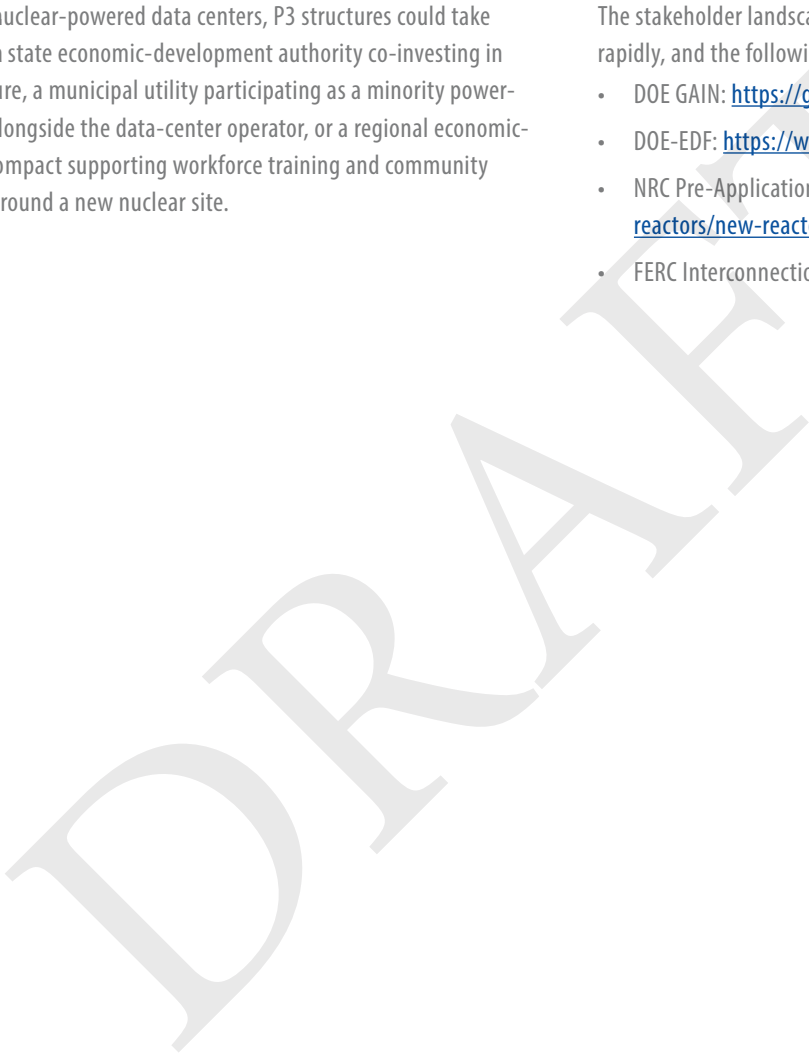 nuclear-powered data centers, P3 structures could take
state economic-development authority co-investing in
ure, a municipal utility participating as a minority power-
longside the data-center operator, or a regional economic-
ompact supporting workforce training and community
round a new nuclear site.
The stakeholder landsca
rapidly, and the followi
• DOE GAIN: https://g
• DOE-EDF: https://w
• NRC Pre-Application
reactors/new-react
• FERC Interconnectio
DRAFT